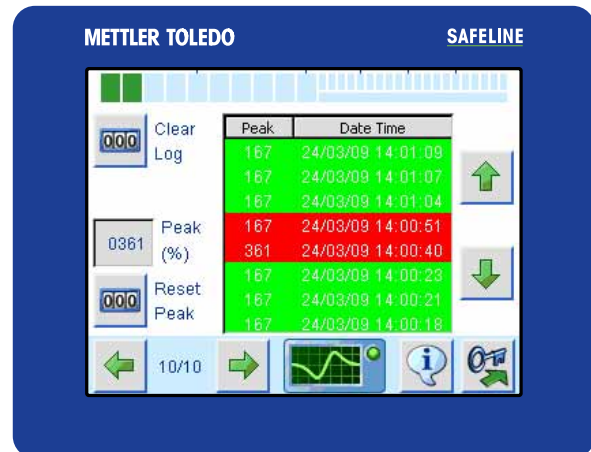 METTLER TOLEDO SAFELINE
000 Clear Log
Peak Date Time
167 24/03/09 14:01:09
167 24/03/09 14:01:07
167 24/03/09 14:01:04
167 24/03/09 14:00:51
361 24/03/09 14:00:40
167 24/03/09 14:00:23
167 24/03/09 14:00:21
167 24/03/09 14:00:18
0361 Peak (%)
000 Reset Peak
10/10
i